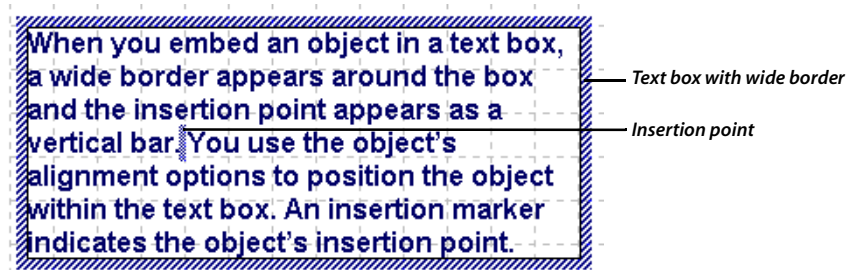 When you embed an object in a text box,
a wide border appears around the box
and the insertion point appears as a
vertical bar. You use the object's
alignment options to position the object
within the text box. An insertion marker
indicates the object's insertion point.
Text box with wide border
Insertion point